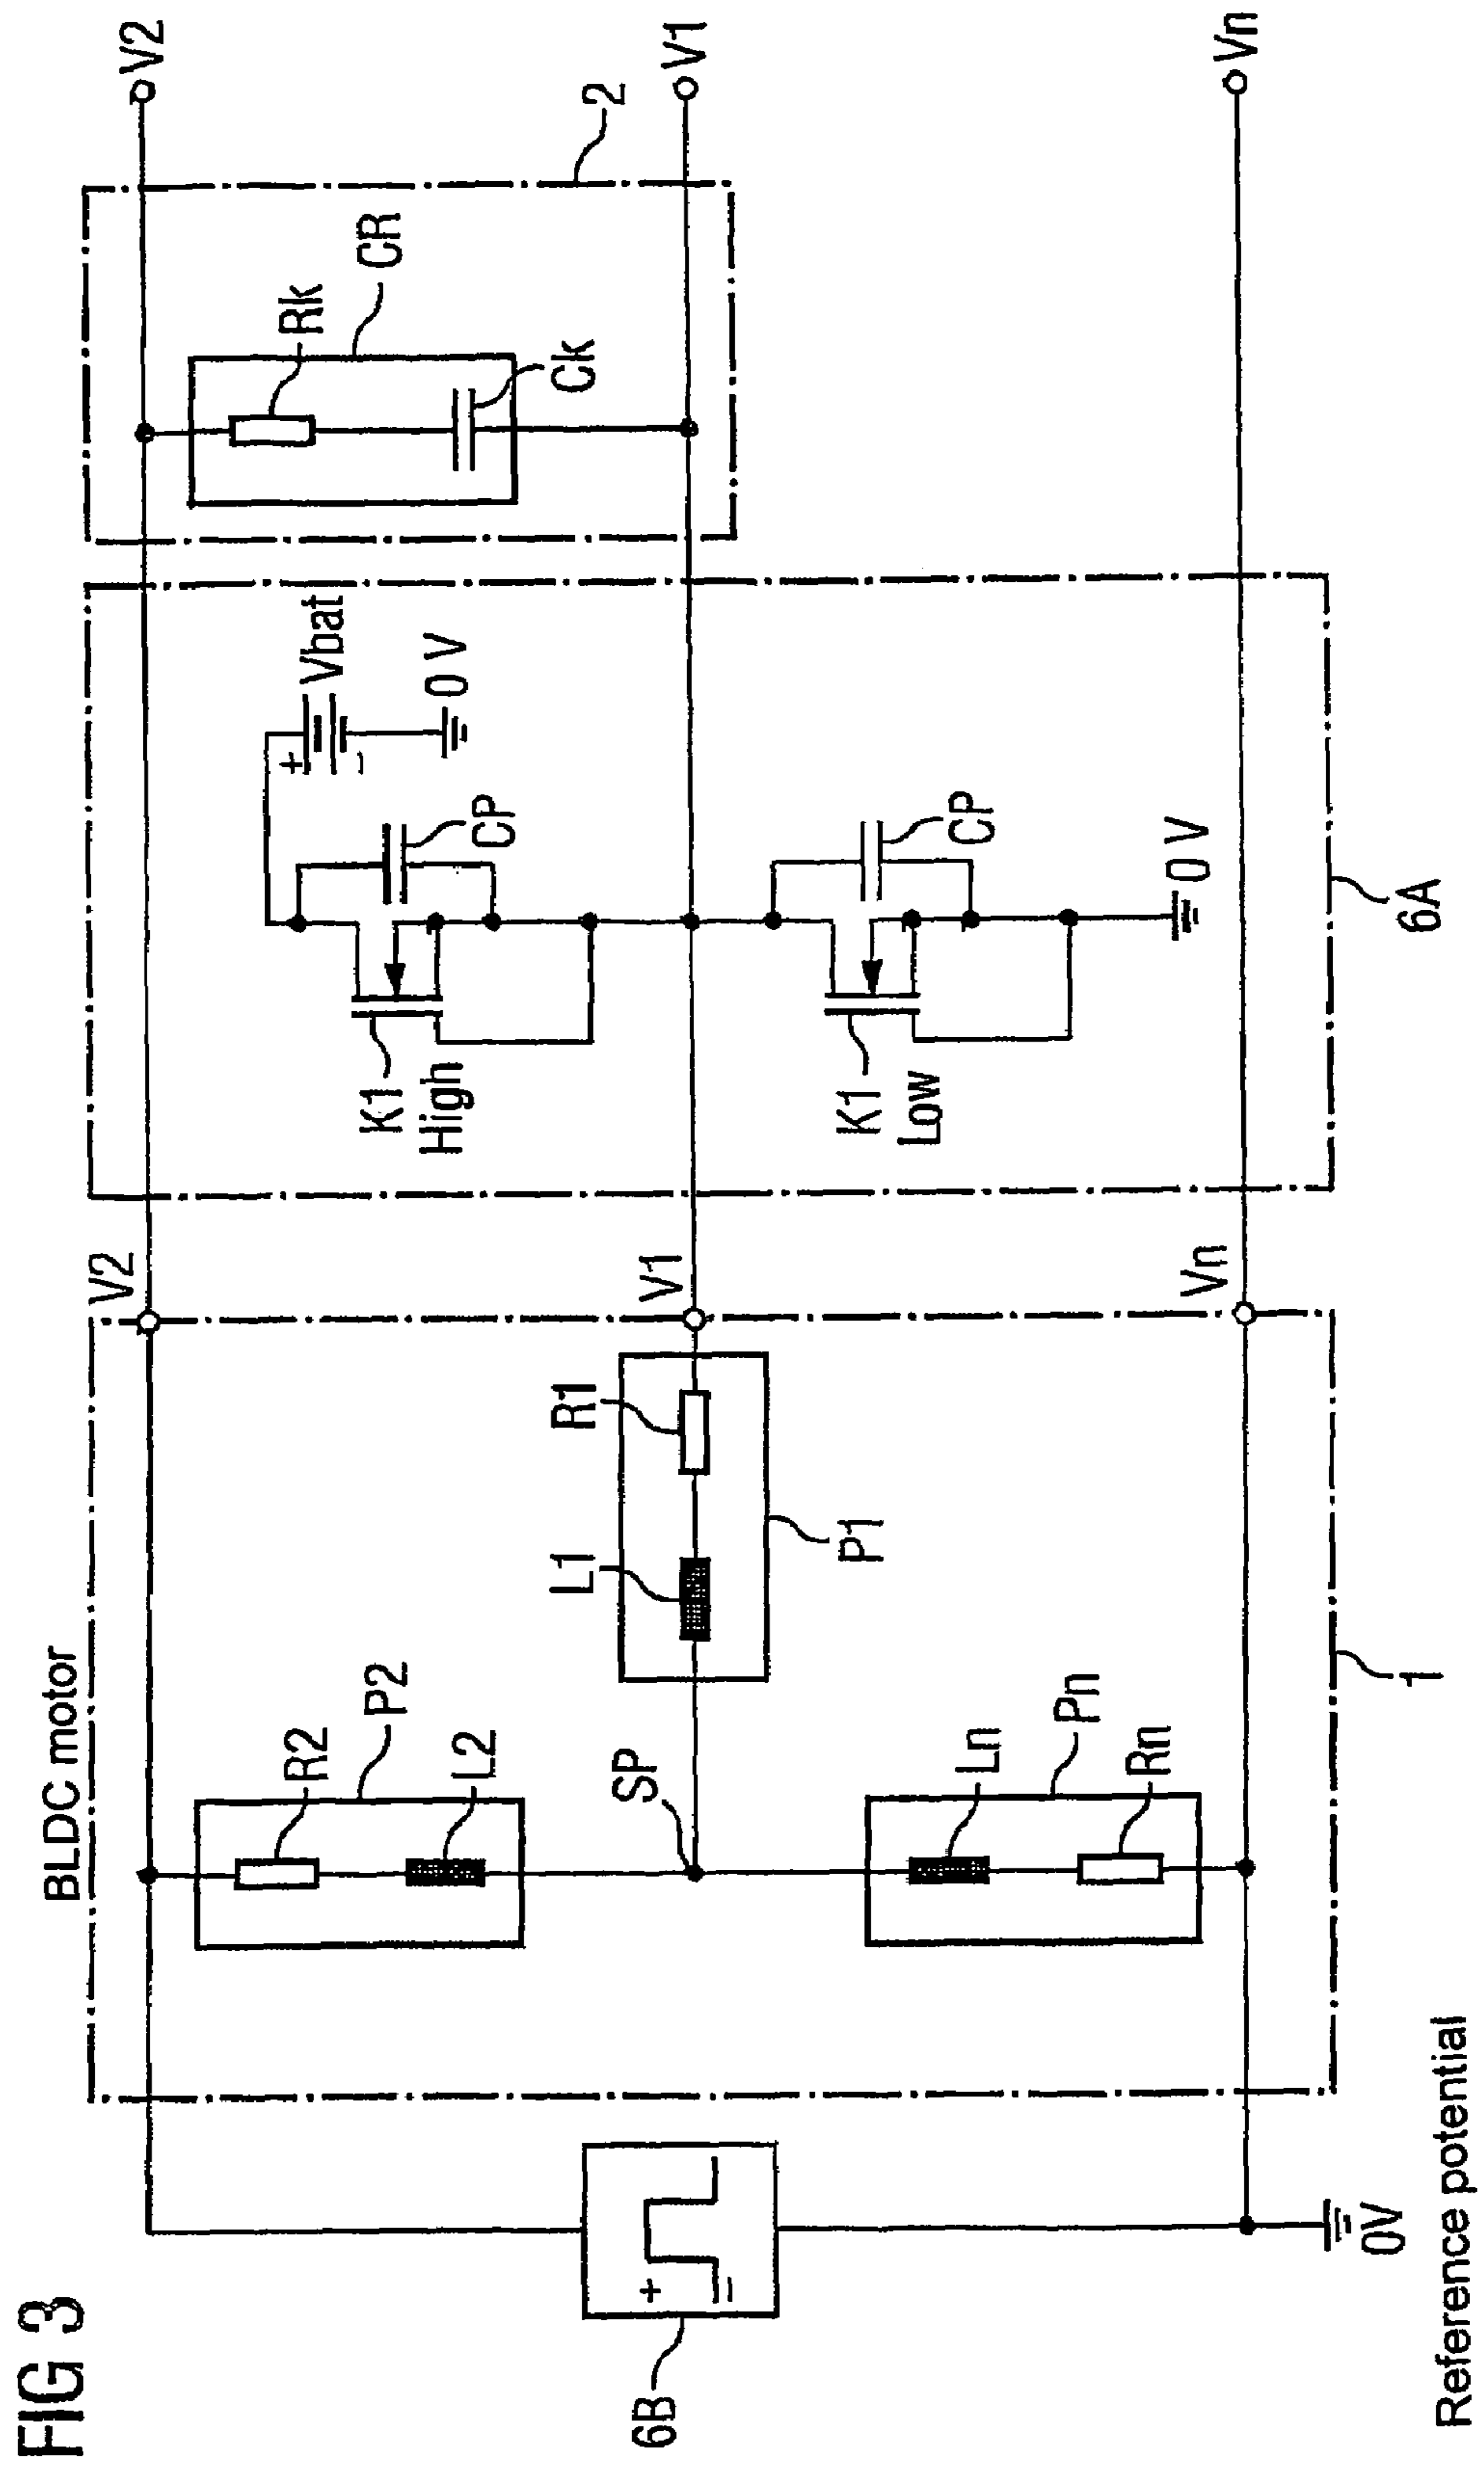 FIG 3
BLDC motor
V2
V2
2
R2
P2
L2
K1
High
CP
+
-
Vbat
0 V
Rk
CR
Ck
6B
+
=
SP
L1
R1
P1
V1
V1
Ln
Pn
Rn
K1
Low
CP
0 V
Vn
Vn
0V
1
6A
Reference potential